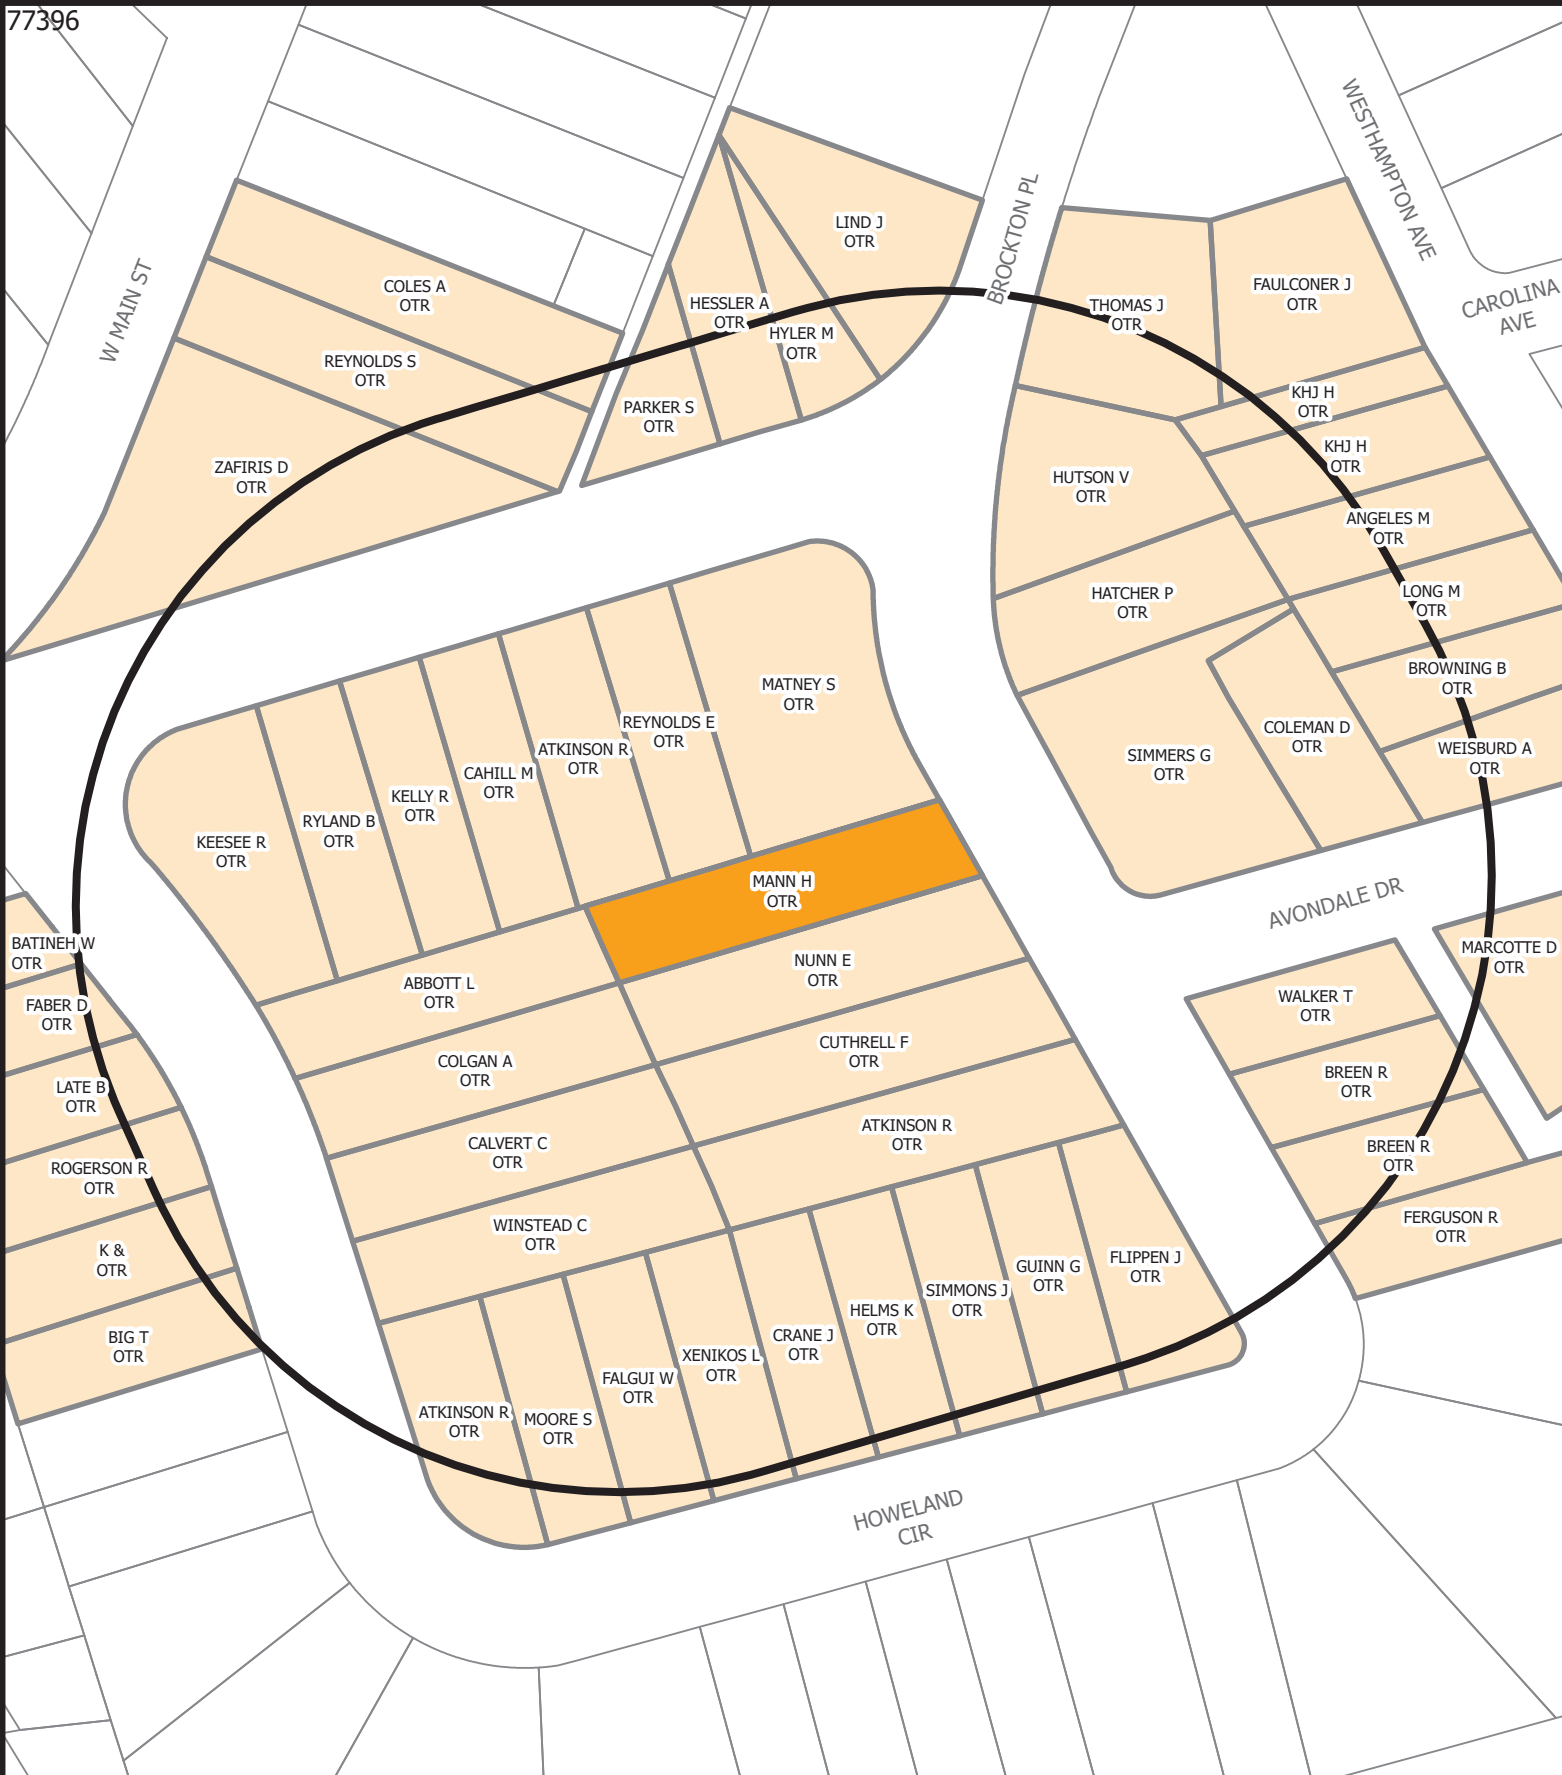 77396
WESTHAMPTON AVE
BROCKTON PL
LIND J
OTR
W MAIN ST
COLES A
OTR
HESSLER A
OTR
THOMAS J
OTR
FAULCONER J
OTR
CAROLINA
AVE
HYLER M
OTR
REYNOLDS S
OTR
KHJ H
OTR
PARKER S
OTR
KHJ H
OTR
ZAFIRIS D
OTR
HUTSON V
OTR
ANGELES M
OTR
HATCHER P
OTR
LONG M
OTR
MATNEY S
OTR
BROWNING B
OTR
REYNOLDS E
OTR
COLEMAN D
OTR
ATKINSON R
OTR
SIMMERS G
OTR
WEISBURD A
OTR
CAHILL M
OTR
KELLY R
OTR
RYLAND B
OTR
KEESEE R
OTR
MANN H
OTR
AVONDALE DR
BATINEH W
OTR
MARCOTTE D
OTR
NUNN E
OTR
ABBOTT L
OTR
WALKER T
OTR
FABER D
OTR
CUTHRELL F
OTR
COLGAN A
OTR
BREEN R
OTR
LATE B
OTR
ATKINSON R
OTR
CALVERT C
OTR
BREEN R
OTR
ROGERSON R
OTR
WINSTEAD C
OTR
FERGUSON R
OTR
K &
OTR
FLIPPEN J
OTR
GUINN G
OTR
SIMMONS J
OTR
HELMS K
OTR
BIG T
OTR
CRANE J
OTR
XENIKOS L
OTR
FALGUI W
OTR
ATKINSON R
OTR
MOORE S
OTR
HOWELAND
CIR